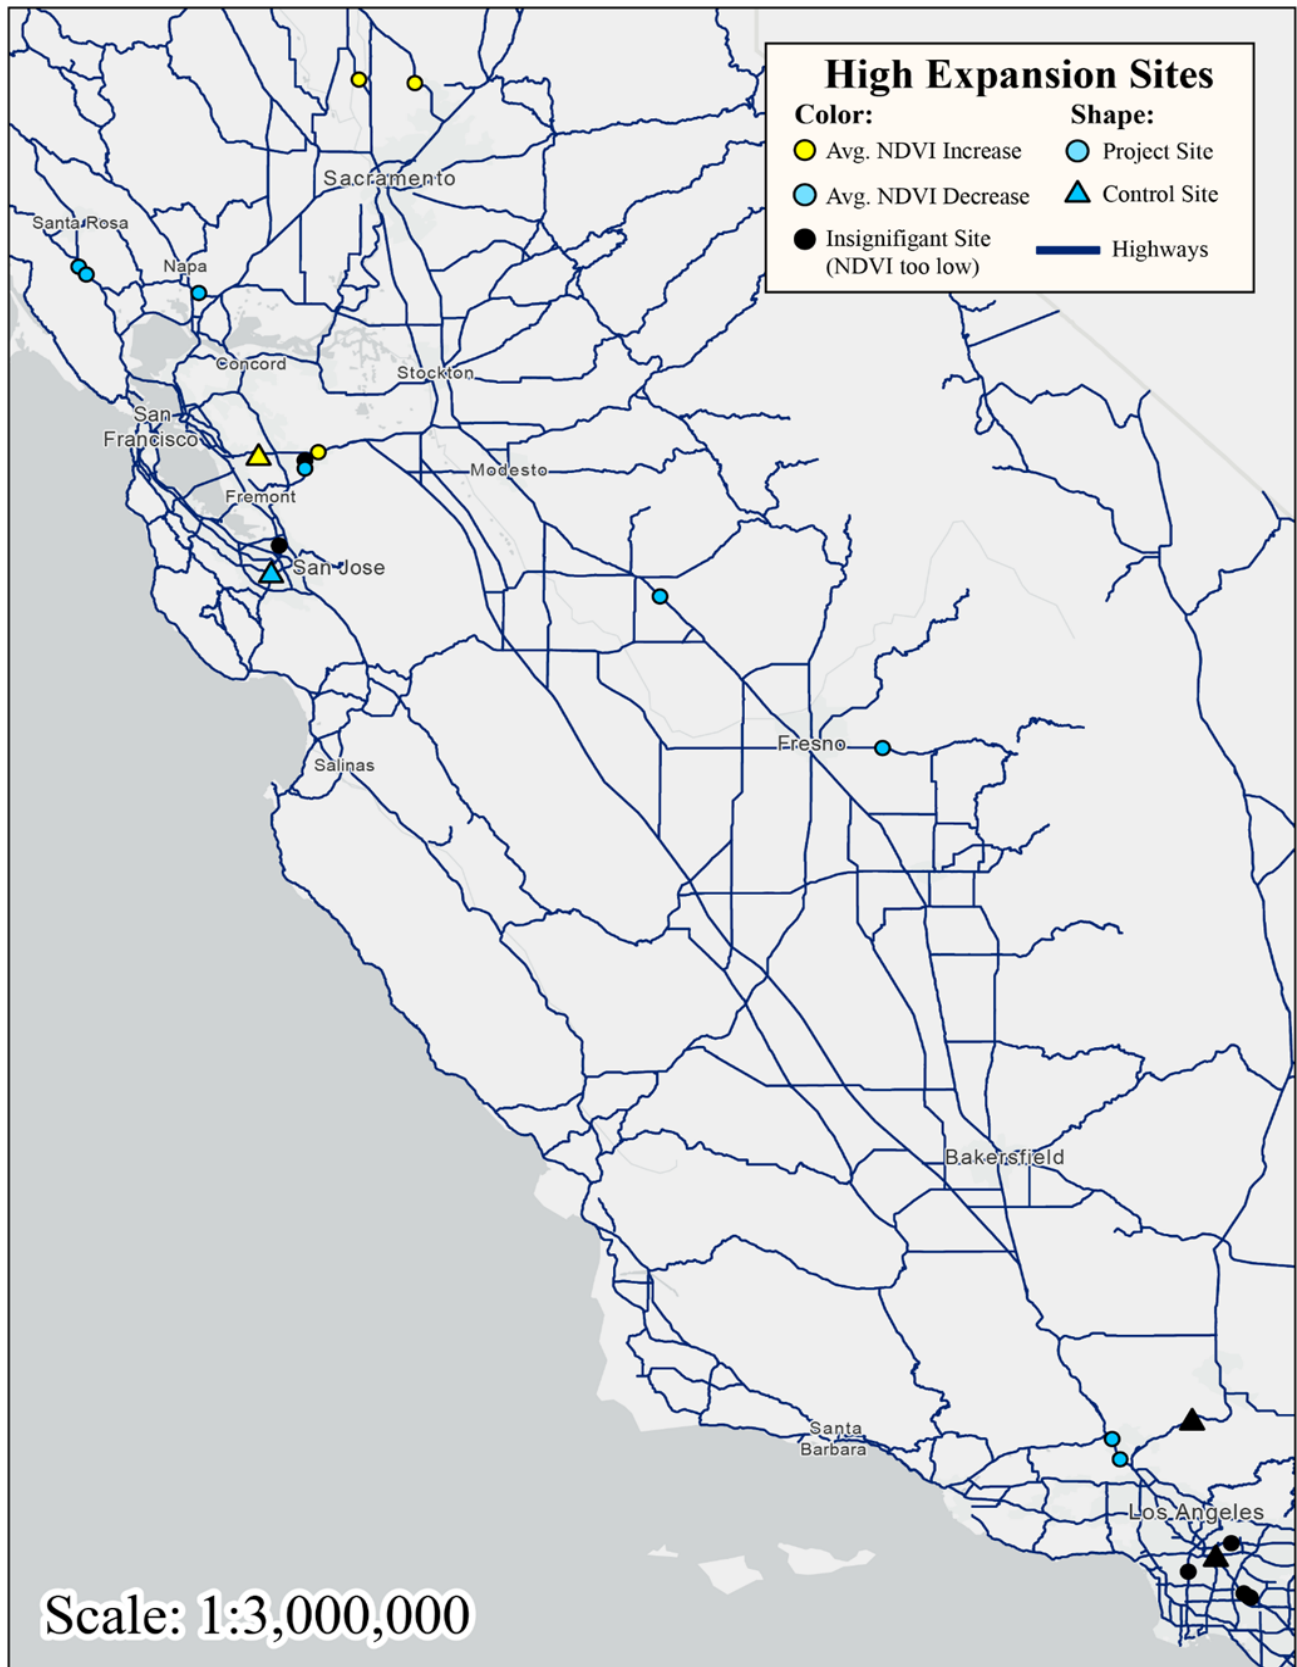 High Expansion Sites
Color:
Shape:
Avg. NDVI Increase
Project Site
Avg. NDVI Decrease
Control Site
Insignifigant Site
(NDVI too low)
Highways
Sacramento
Santa Rosa
Napa
Concord
Stockton
San
Francisco
Modesto
Fremont
San Jose
Fresno
Salinas
Bakersfield
Santa
Barbara
Los Angeles
Scale: 1:3,000,000